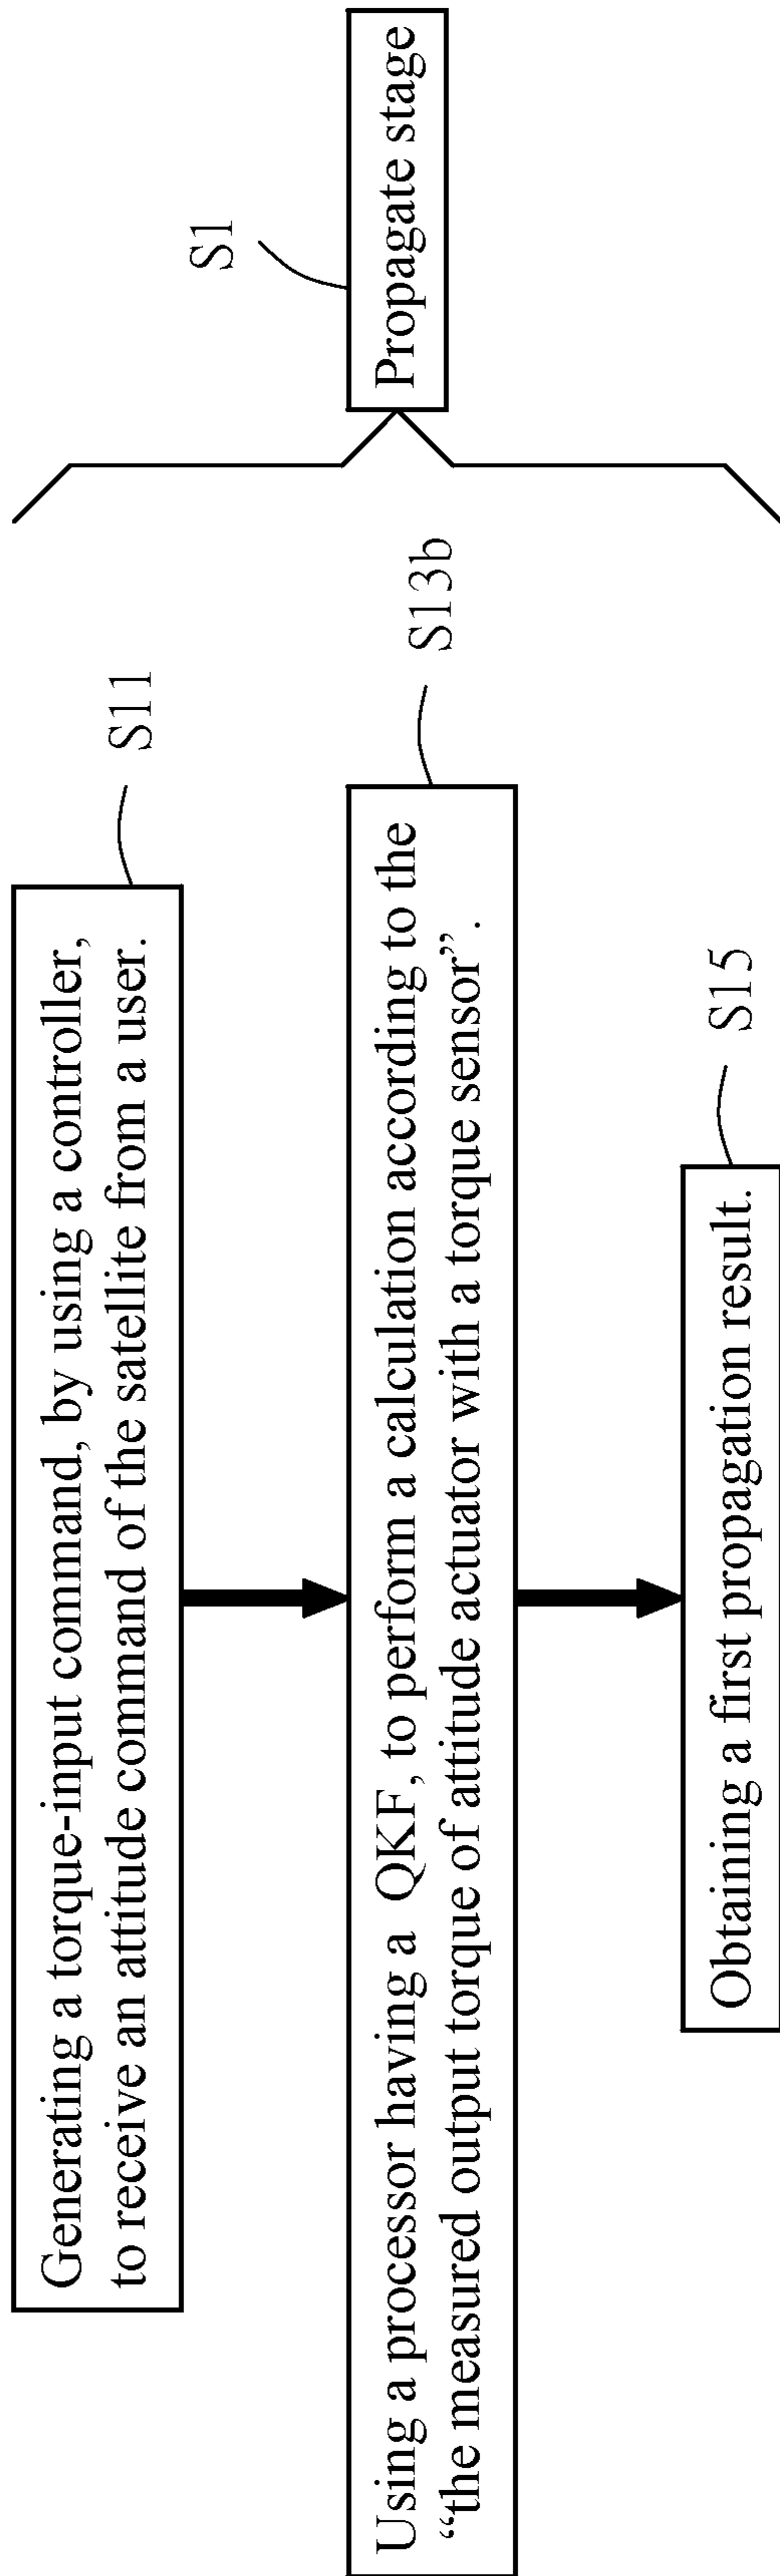 Generating a torque-input command, by using a controller,
to receive an attitude command of the satellite from a user.
S11
Using a processor having a QKF, to perform a calculation according to the
“the measured output torque of attitude actuator with a torque sensor”.
S13b
Obtaining a first propagation result.
S15
S1
Propagate stage